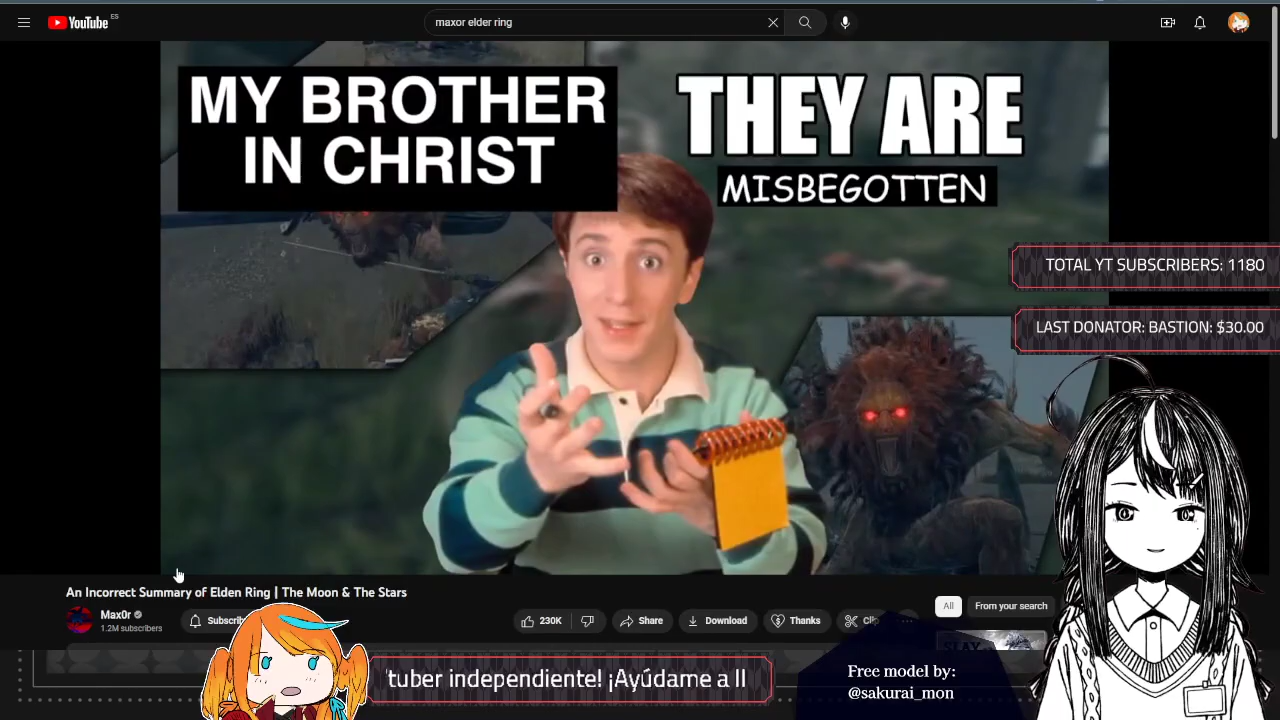 YouTube ES
maxor elder ring
MY BROTHER
IN CHRIST
THEY ARE
MISBEGOTTEN
TOTAL YT SUBSCRIBERS: 1180
LAST DONATOR: BASTION: $30.00
An Incorrect Summary of Elden Ring | The Moon & The Stars
Max0r
1.2M subscribers
Subscrib
230K
Share
Download
Thanks
Cli
All
From your search
'tuber independiente! ¡Ayúdame a ll
Free model by:
@sakurai_mon